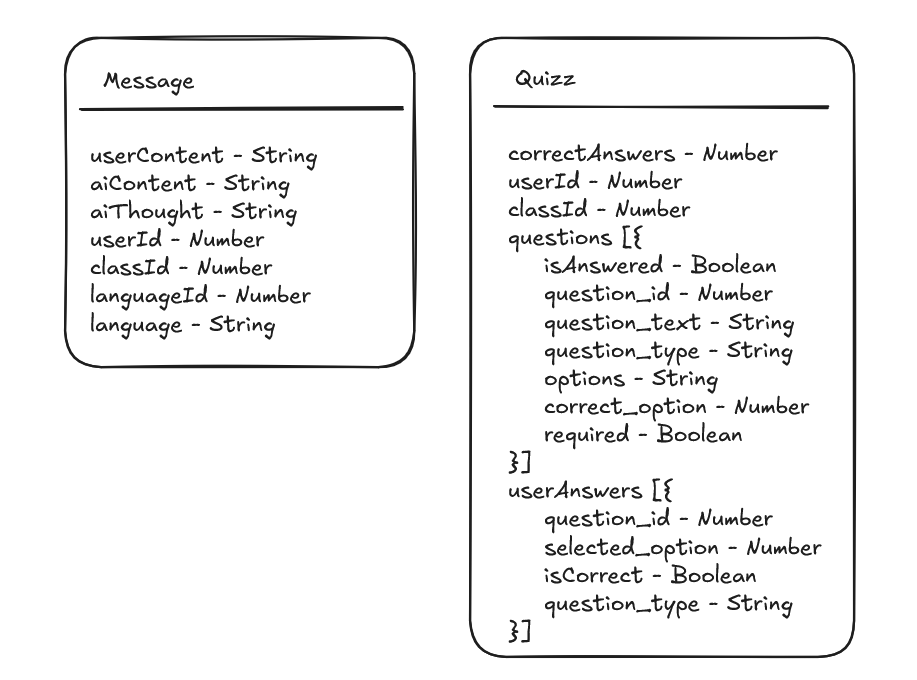 Message
userContent - String
aiContent - String
aiThought - String
userId - Number
classId - Number
languageId - Number
language - String
Quizz
correctAnswers - Number
userId - Number
classId - Number
questions [{
isAnswered - Boolean
question_id - Number
question_text - String
question_type - String
options - String
correct_option - Number
required - Boolean
}]
userAnswers [{
question_id - Number
selected_option - Number
isCorrect - Boolean
question_type - String
}]